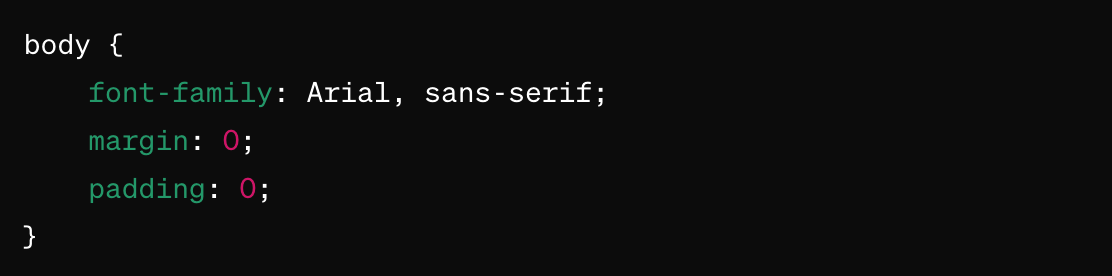 body {
    font-family: Arial, sans-serif;
    margin: 0;
    padding: 0;
}